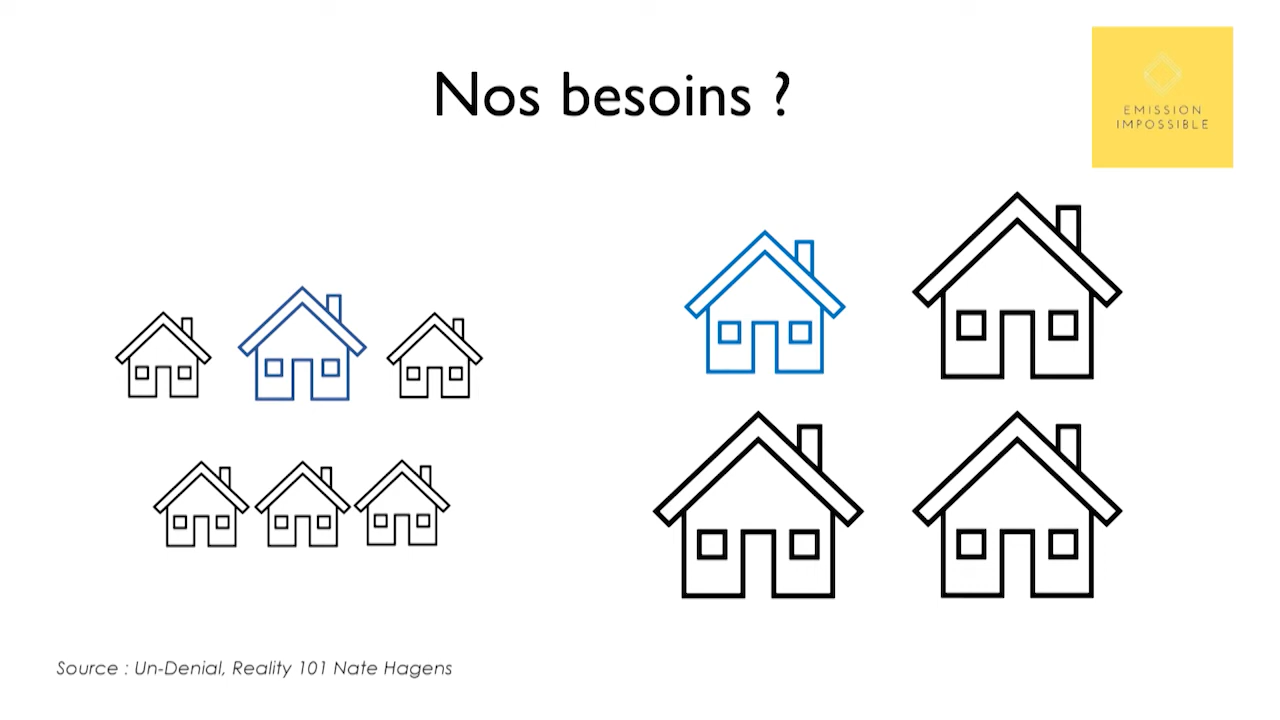 Nos besoins ?
EMISSION
IMPOSSIBLE
Source : Un-Denial, Reality 101 Nate Hagens